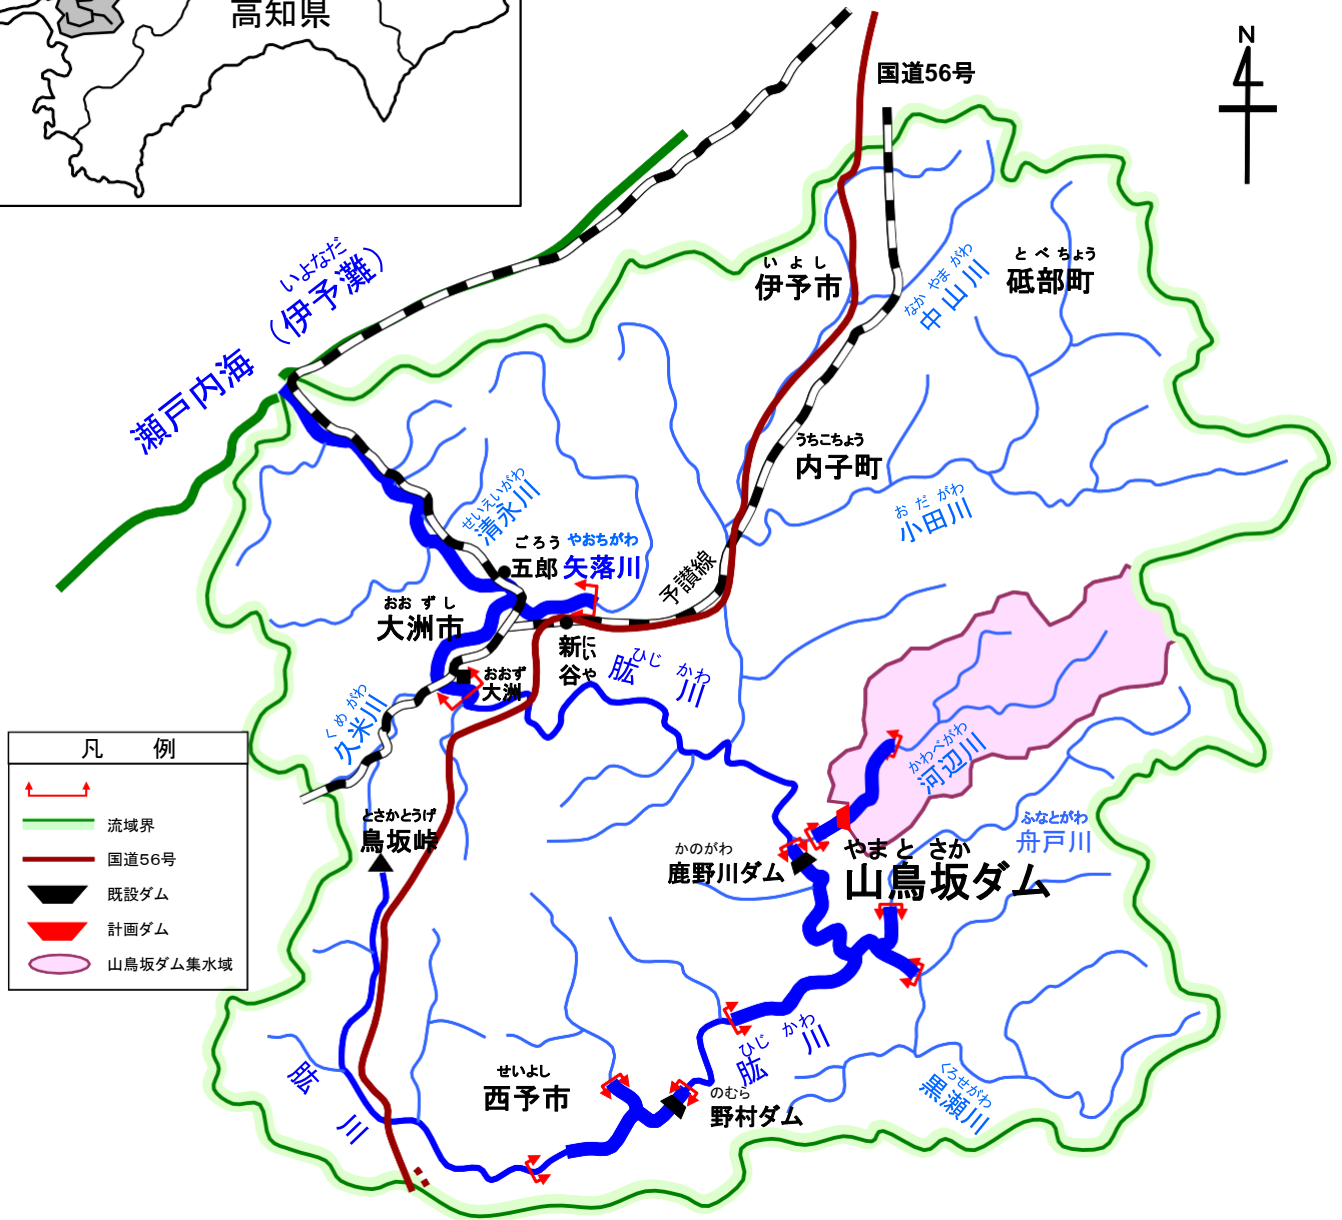 高知県
N
国道56号
いよなだ
瀬戸内海（伊予灘）
いよし
伊予市
なかやまがわ
中山川
とべちょう
砥部町
うちこちょう
内子町
おだがわ
小田川
せいえいがわ
清永川
ごろう
五郎
やおちがわ
矢落川
予讃線
おおずし
大洲市
にいや
新谷
おおず
大洲
ひじかわ
肱川
くめがわ
久米川
かわべがわ
河辺川
ふなとがわ
舟戸川
とさかとうげ
鳥坂峠
かのがわ
鹿野川ダム
やまとさか
山鳥坂ダム
凡例
流域界
国道56号
既設ダム
計画ダム
山鳥坂ダム集水域
ひじかわ
肱川
肱川
せいよし
西予市
のむら
野村ダム
くろせがわ
黒瀬川